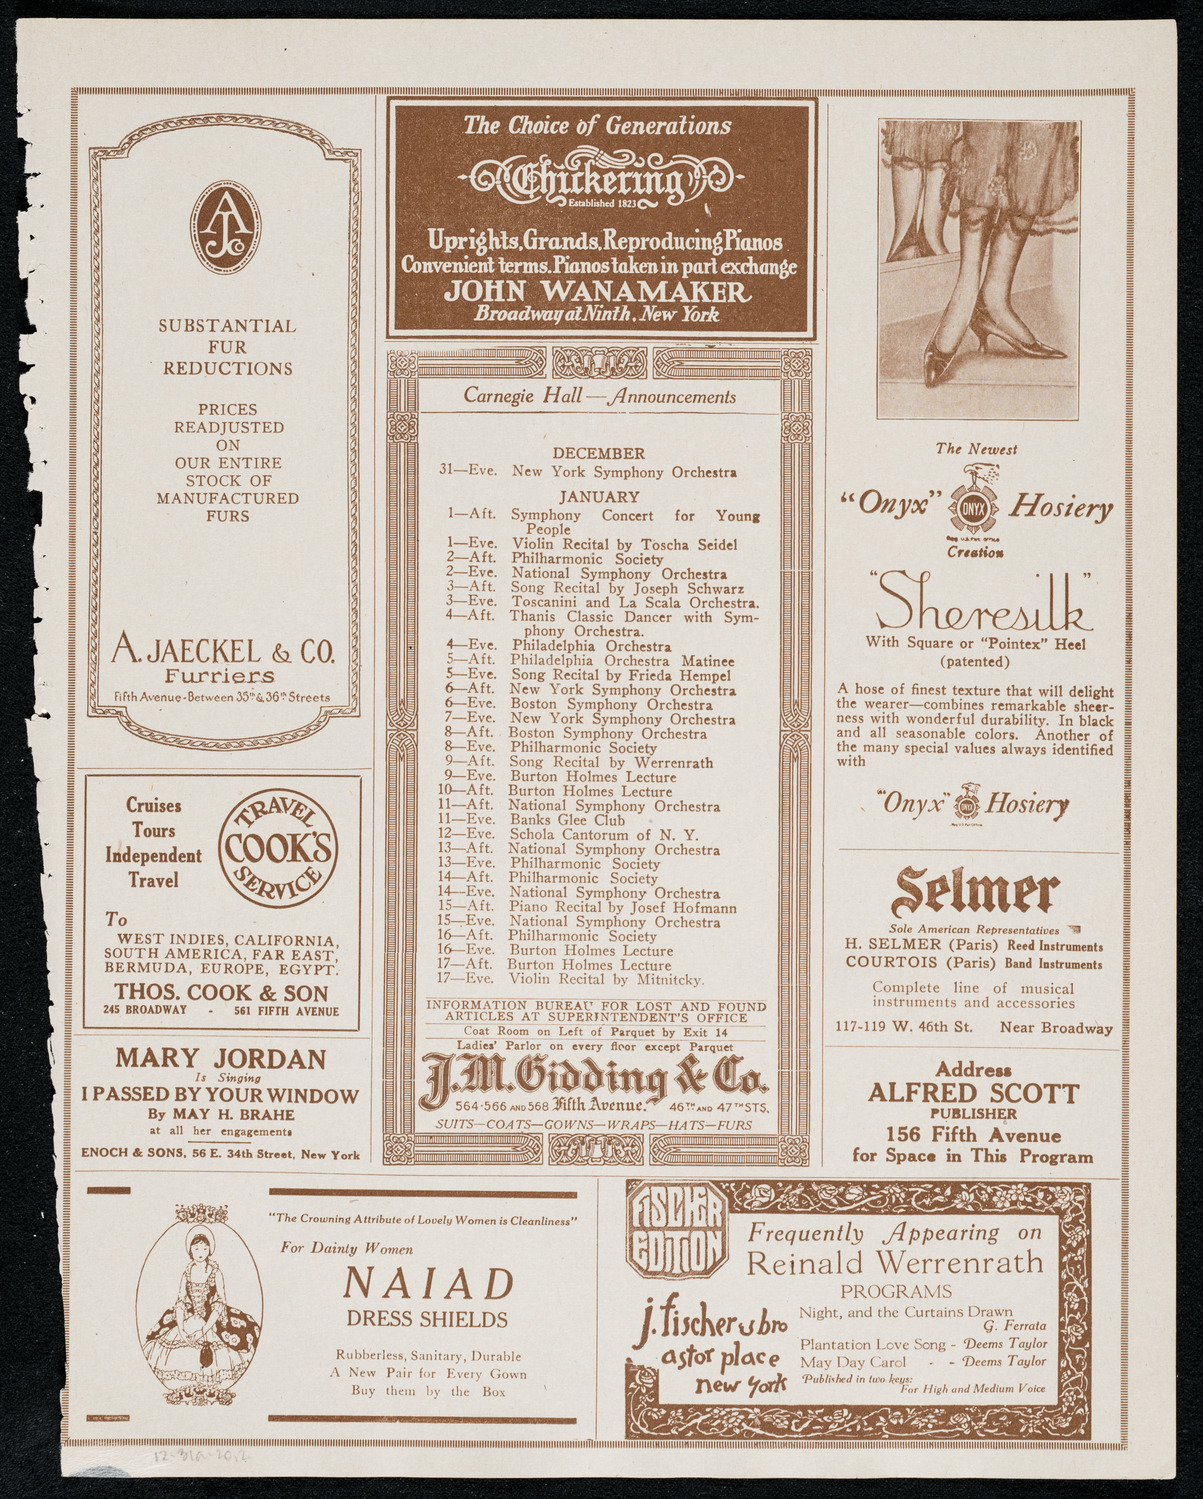 AJCo
SUBSTANTIAL
FUR
REDUCTIONS
PRICES
READJUSTED
ON
OUR ENTIRE
STOCK OF
MANUFACTURED
FURS
A. JAECKEL & CO.
Furriers
Fifth Avenue-Between 35th & 36th Streets
Cruises
Tours
Independent
Travel
TRAVEL
COOK'S
SERVICE
To
WEST INDIES, CALIFORNIA,
SOUTH AMERICA, FAR EAST,
BERMUDA, EUROPE, EGYPT.
THOS. COOK & SON
245 BROADWAY - 561 FIFTH AVENUE
MARY JORDAN
Is Singing
I PASSED BY YOUR WINDOW
By MAY H. BRAHE
at all her engagements
ENOCH & SONS, 56 E. 34th Street, New York
The Choice of Generations
Chickering
Established 1823
Uprights, Grands, Reproducing Pianos
Convenient terms. Pianos taken in part exchange
JOHN WANAMAKER
Broadway at Ninth, New York
Carnegie Hall — Announcements
DECEMBER
31—Eve. New York Symphony Orchestra
JANUARY
1—Aft. Symphony Concert for Young
People
1—Eve. Violin Recital by Toscha Seidel
2—Aft. Philharmonic Society
2—Eve. National Symphony Orchestra
3—Aft. Song Recital by Joseph Schwarz
3—Eve. Toscanini and La Scala Orchestra.
4—Aft. Thanis Classic Dancer with Sym-
phony Orchestra.
4—Eve. Philadelphia Orchestra
5—Aft. Philadelphia Orchestra Matinee
5—Eve. Song Recital by Frieda Hempel
6—Aft. New York Symphony Orchestra
6—Eve. Boston Symphony Orchestra
7—Eve. New York Symphony Orchestra
8—Aft. Boston Symphony Orchestra
8—Eve. Philharmonic Society
9—Aft. Song Recital by Werrenrath
9—Eve. Burton Holmes Lecture
10—Aft. Burton Holmes Lecture
11—Aft. National Symphony Orchestra
11—Eve. Banks Glee Club
12—Eve. Schola Cantorum of N. Y.
13—Aft. National Symphony Orchestra
13—Eve. Philharmonic Society
14—Aft. Philharmonic Society
14—Eve. National Symphony Orchestra
15—Aft. Piano Recital by Josef Hofmann
15—Eve. National Symphony Orchestra
16—Aft. Philharmonic Society
16—Eve. Burton Holmes Lecture
17—Aft. Burton Holmes Lecture
17—Eve. Violin Recital by Mitnitcky.
INFORMATION BUREAU FOR LOST AND FOUND
ARTICLES AT SUPERINTENDENT'S OFFICE
Coat Room on Left of Parquet by Exit 14
Ladies' Parlor on every floor except Parquet
J.M. Gidding & Co.
564-566 AND 568 Fifth Avenue. 46TH AND 47TH STS.
SUITS—COATS—GOWNS—WRAPS—HATS—FURS
The Newest
"Onyx" ONYX Hosiery
Reg. U.S. Pat. Office
Creation
"Sheresilk"
With Square or "Pointex" Heel
(patented)
A hose of finest texture that will delight
the wearer—combines remarkable sheer-
ness with wonderful durability. In black
and all seasonable colors. Another of
the many special values always identified
with
"Onyx" ONYX Hosiery
Reg. U.S. Pat. Office
Selmer
Sole American Representatives
H. SELMER (Paris) Reed Instruments
COURTOIS (Paris) Band Instruments
Complete line of musical
instruments and accessories
117-119 W. 46th St. Near Broadway
Address
ALFRED SCOTT
PUBLISHER
156 Fifth Avenue
for Space in This Program
"The Crowning Attribute of Lovely Women is Cleanliness"
For Dainty Women
NAIAD
DRESS SHIELDS
Rubberless, Sanitary, Durable
A New Pair for Every Gown
Buy them by the Box
FISCHER
EDITION
j. fischer & bro
astor place
new york
Frequently Appearing on
Reinald Werrenrath
PROGRAMS
Night, and the Curtains Drawn
G. Ferrata
Plantation Love Song - Deems Taylor
May Day Carol - - Deems Taylor
Published in two keys:
For High and Medium Voice